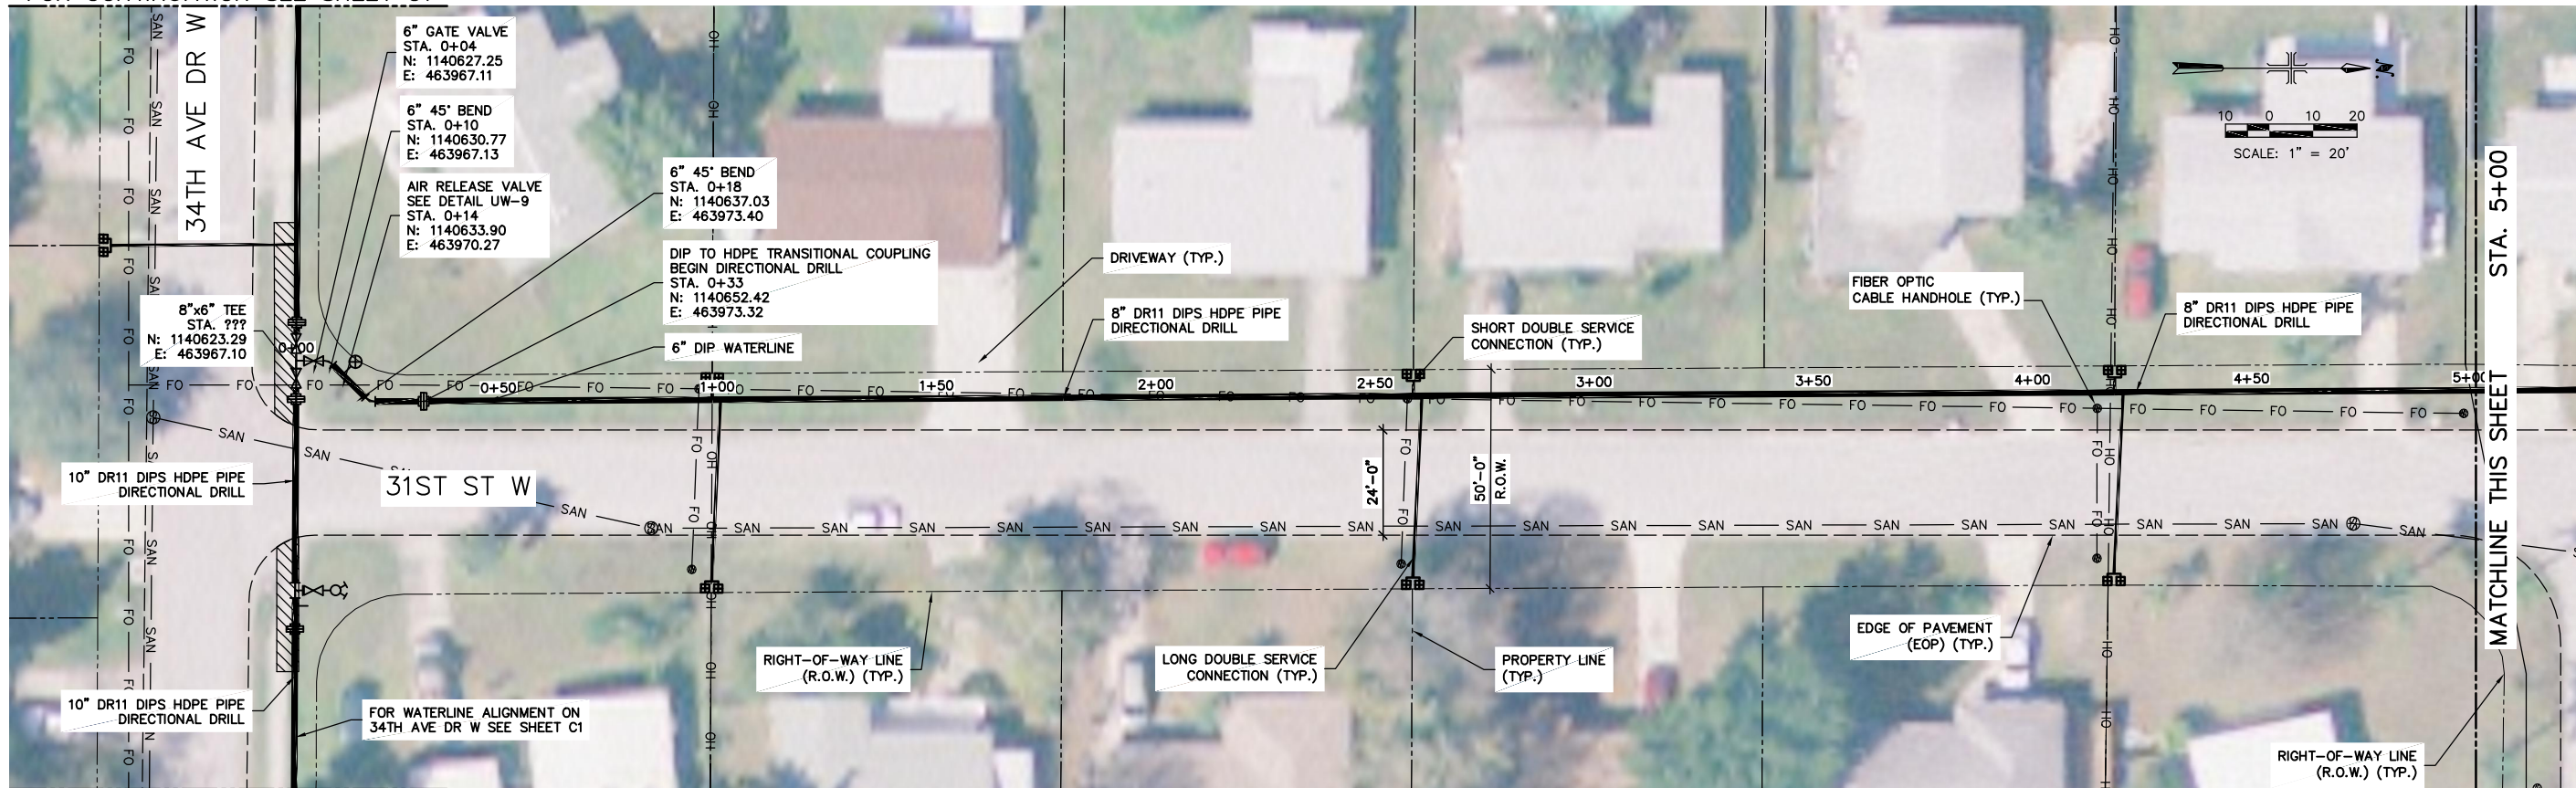 34TH AVE DR W
6" GATE VALVE
STA. 0+04
N: 1140627.25
E: 463967.11
6" 45° BEND
STA. 0+10
N: 1140630.77
E: 463967.13
AIR RELEASE VALVE
SEE DETAIL UW-9
STA. 0+14
N: 1140633.90
E: 463970.27
6" 45° BEND
STA. 0+18
N: 1140637.03
E: 463973.40
DIP TO HDPE TRANSITIONAL COUPLING
BEGIN DIRECTIONAL DRILL
STA. 0+33
N: 1140652.42
E: 463973.32
6" DIP WATERLINE
8"x6" TEE
STA. ???
N: 1140623.29
E: 463967.10
DRIVEWAY (TYP.)
8" DR11 DIPS HDPE PIPE
DIRECTIONAL DRILL
SHORT DOUBLE SERVICE
CONNECTION (TYP.)
FIBER OPTIC
CABLE HANDHOLE (TYP.)
8" DR11 DIPS HDPE PIPE
DIRECTIONAL DRILL
N.
10 0 10 20
SCALE: 1" = 20'
MATCHLINE THIS SHEET STA. 5+00
0+00
0+50
1+00
1+50
2+00
2+50
3+00
3+50
4+00
4+50
5+00
10" DR11 DIPS HDPE PIPE
DIRECTIONAL DRILL
31ST ST W
24'-0"
50'-0"
R.O.W.
10" DR11 DIPS HDPE PIPE
DIRECTIONAL DRILL
FOR WATERLINE ALIGNMENT ON
34TH AVE DR W SEE SHEET C1
RIGHT-OF-WAY LINE
(R.O.W.) (TYP.)
LONG DOUBLE SERVICE
CONNECTION (TYP.)
PROPERTY LINE
(TYP.)
EDGE OF PAVEMENT
(EOP) (TYP.)
RIGHT-OF-WAY LINE
(R.O.W.) (TYP.)